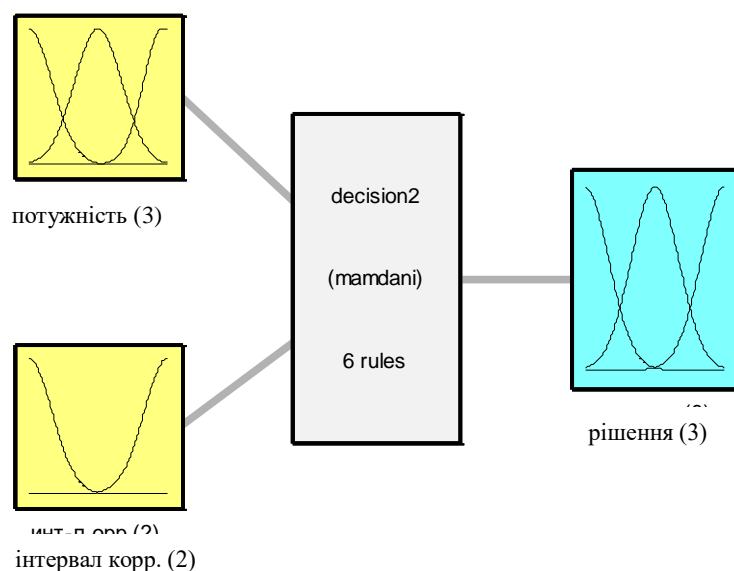 потужність (3)
decision2
(mamdani)
6 rules
рішення (3)
інтервал корр. (2)